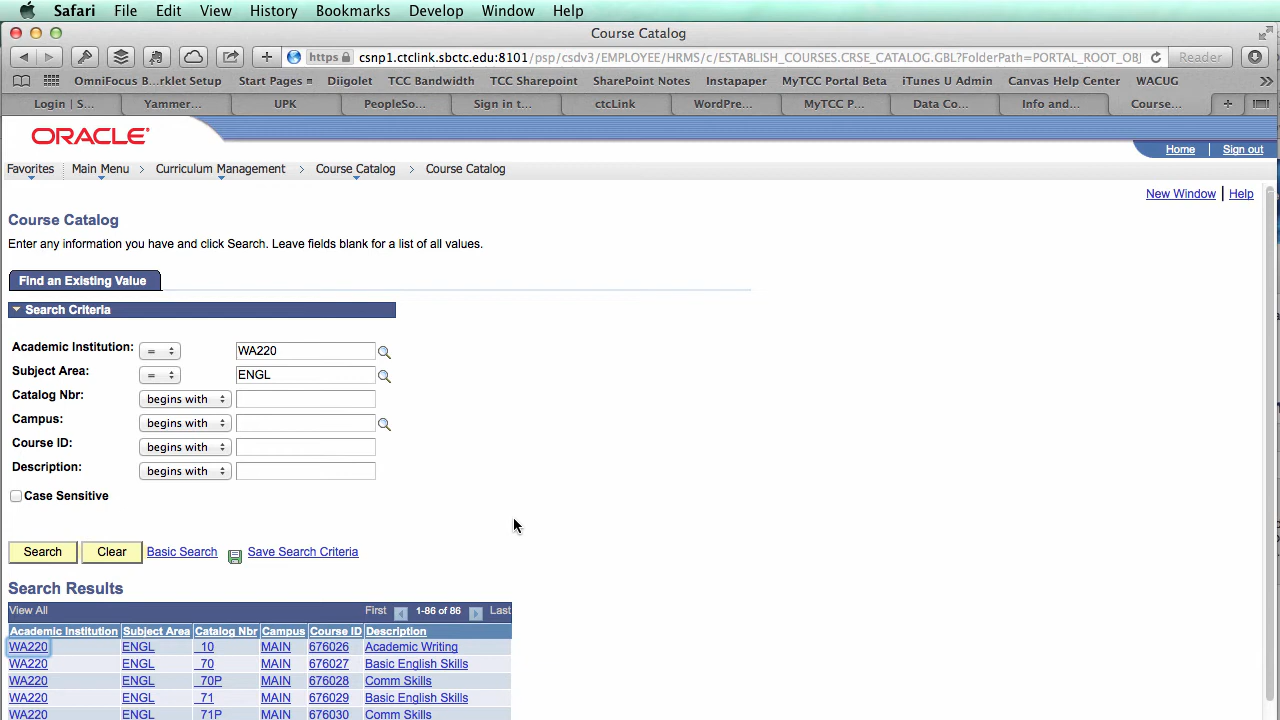 Safari File Edit View History Bookmarks Develop Window Help
Course Catalog
https csnp1.ctclink.sbctc.edu:8101/psp/csdv3/EMPLOYEE/HRMS/c/ESTABLISH_COURSES.CRSE_CATALOG.GBL?FolderPath=PORTAL_ROOT_OBJ Reader
OmniFocus B...rklet Setup Start Pages Diigolet TCC Bandwidth TCC Sharepoint SharePoint Notes Instapaper MyTCC Portal Beta iTunes U Admin Canvas Help Center WACUG
Login | S... Yammer... UPK PeopleSo... Sign in t... ctcLink WordPre... MyTCC P... Data Co... Info and... Course...
ORACLE®
Home Sign out
Favorites Main Menu > Curriculum Management > Course Catalog > Course Catalog
New Window | Help
Course Catalog
Enter any information you have and click Search. Leave fields blank for a list of all values.
Find an Existing Value
Search Criteria
Academic Institution: = WA220
Subject Area: = ENGL
Catalog Nbr: begins with
Campus: begins with
Course ID: begins with
Description: begins with
Case Sensitive
Search Clear Basic Search Save Search Criteria
Search Results
View All First 1-86 of 86 Last
Academic Institution Subject Area Catalog Nbr Campus Course ID Description
WA220 ENGL 10 MAIN 676026 Academic Writing
WA220 ENGL 70 MAIN 676027 Basic English Skills
WA220 ENGL 70P MAIN 676028 Comm Skills
WA220 ENGL 71 MAIN 676029 Basic English Skills
WA220 ENGL 71P MAIN 676030 Comm Skills